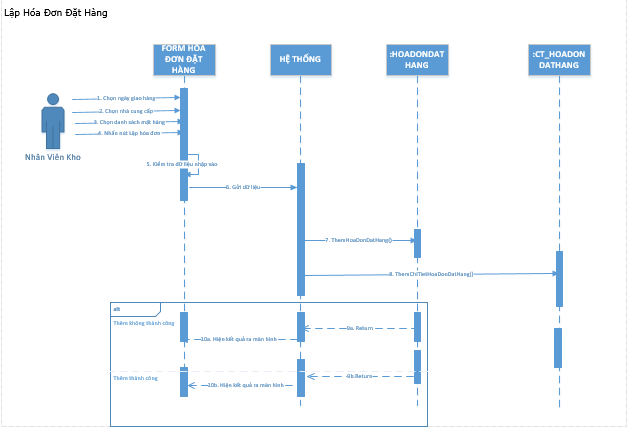 Lập Hóa Đơn Đặt Hàng
FORM HÓA
ĐƠN ĐẶT
HÀNG
HỆ THỐNG
:HOADONDAT
HANG
:CT_HOADON
DATHANG
1. Chọn ngày giao hàng
2. Chọn nhà cung cấp
3. Chọn danh sách mặt hàng
4. Nhấn nút Lập hóa đơn
Nhân Viên Kho
5. Kiểm tra dữ liệu nhập vào
6. Gửi dữ liệu
7. ThemHoaDonDatHang()
8. ThemChiTietHoaDonDatHang()
alt
Thêm không thành công
9a. Return
10a. Hiện kết quả ra màn hình
Thêm thành công
9b.Return
10b. Hiện kết quả ra màn hình